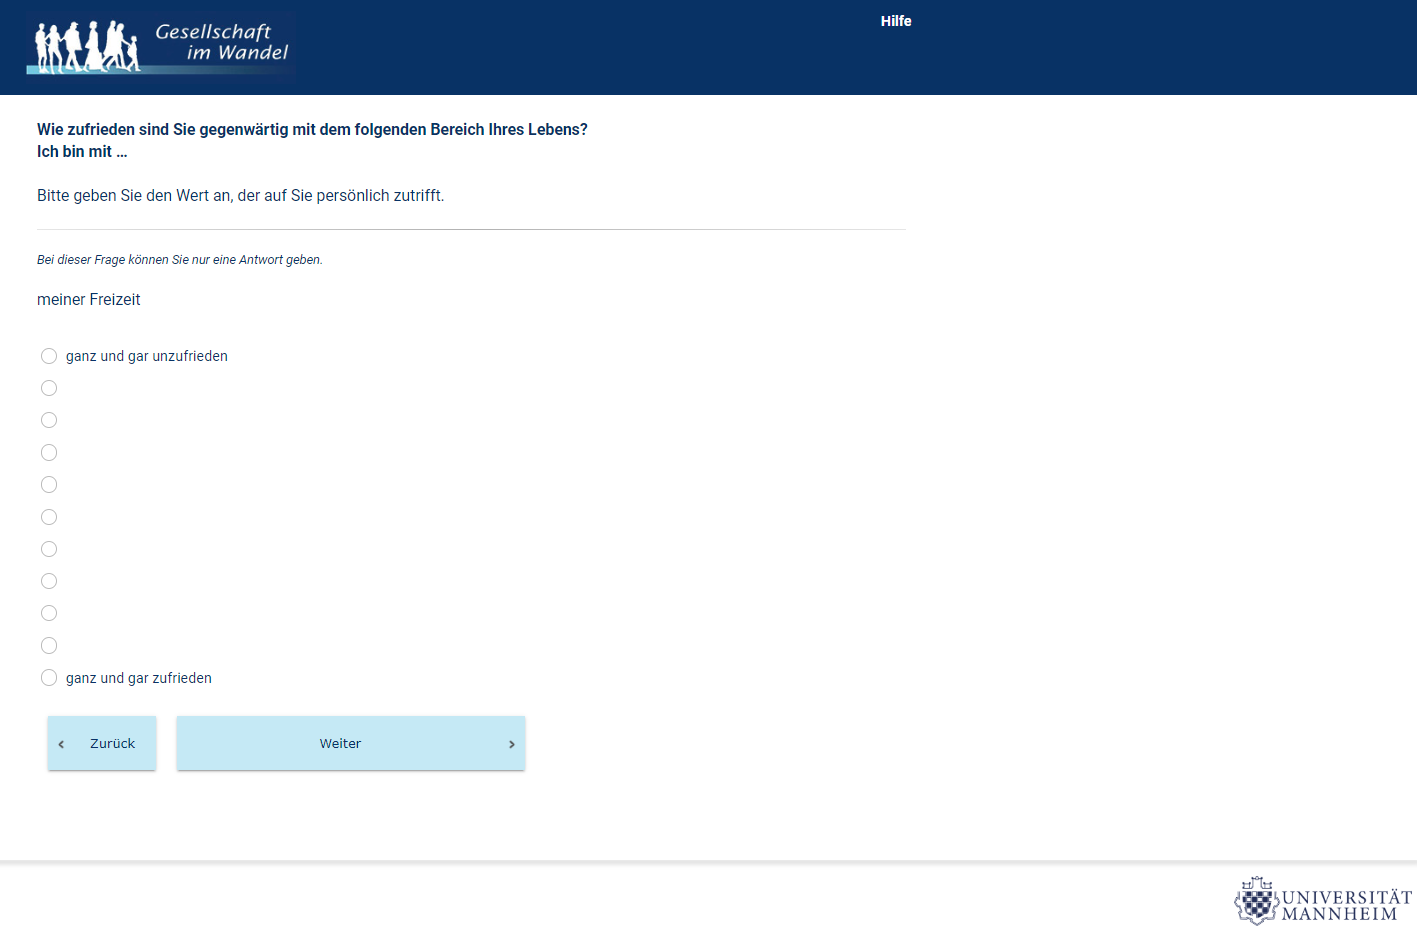 Gesellschaft
im Wandel
Hilfe
Wie zufrieden sind Sie gegenwärtig mit dem folgenden Bereich Ihres Lebens?
Ich bin mit ...
Bitte geben Sie den Wert an, der auf Sie persönlich zutrifft.
Bei dieser Frage können Sie nur eine Antwort geben.
meiner Freizeit
ganz und gar unzufrieden
ganz und gar zufrieden
‹ Zurück
Weiter ›
UNIVERSITÄT
MANNHEIM